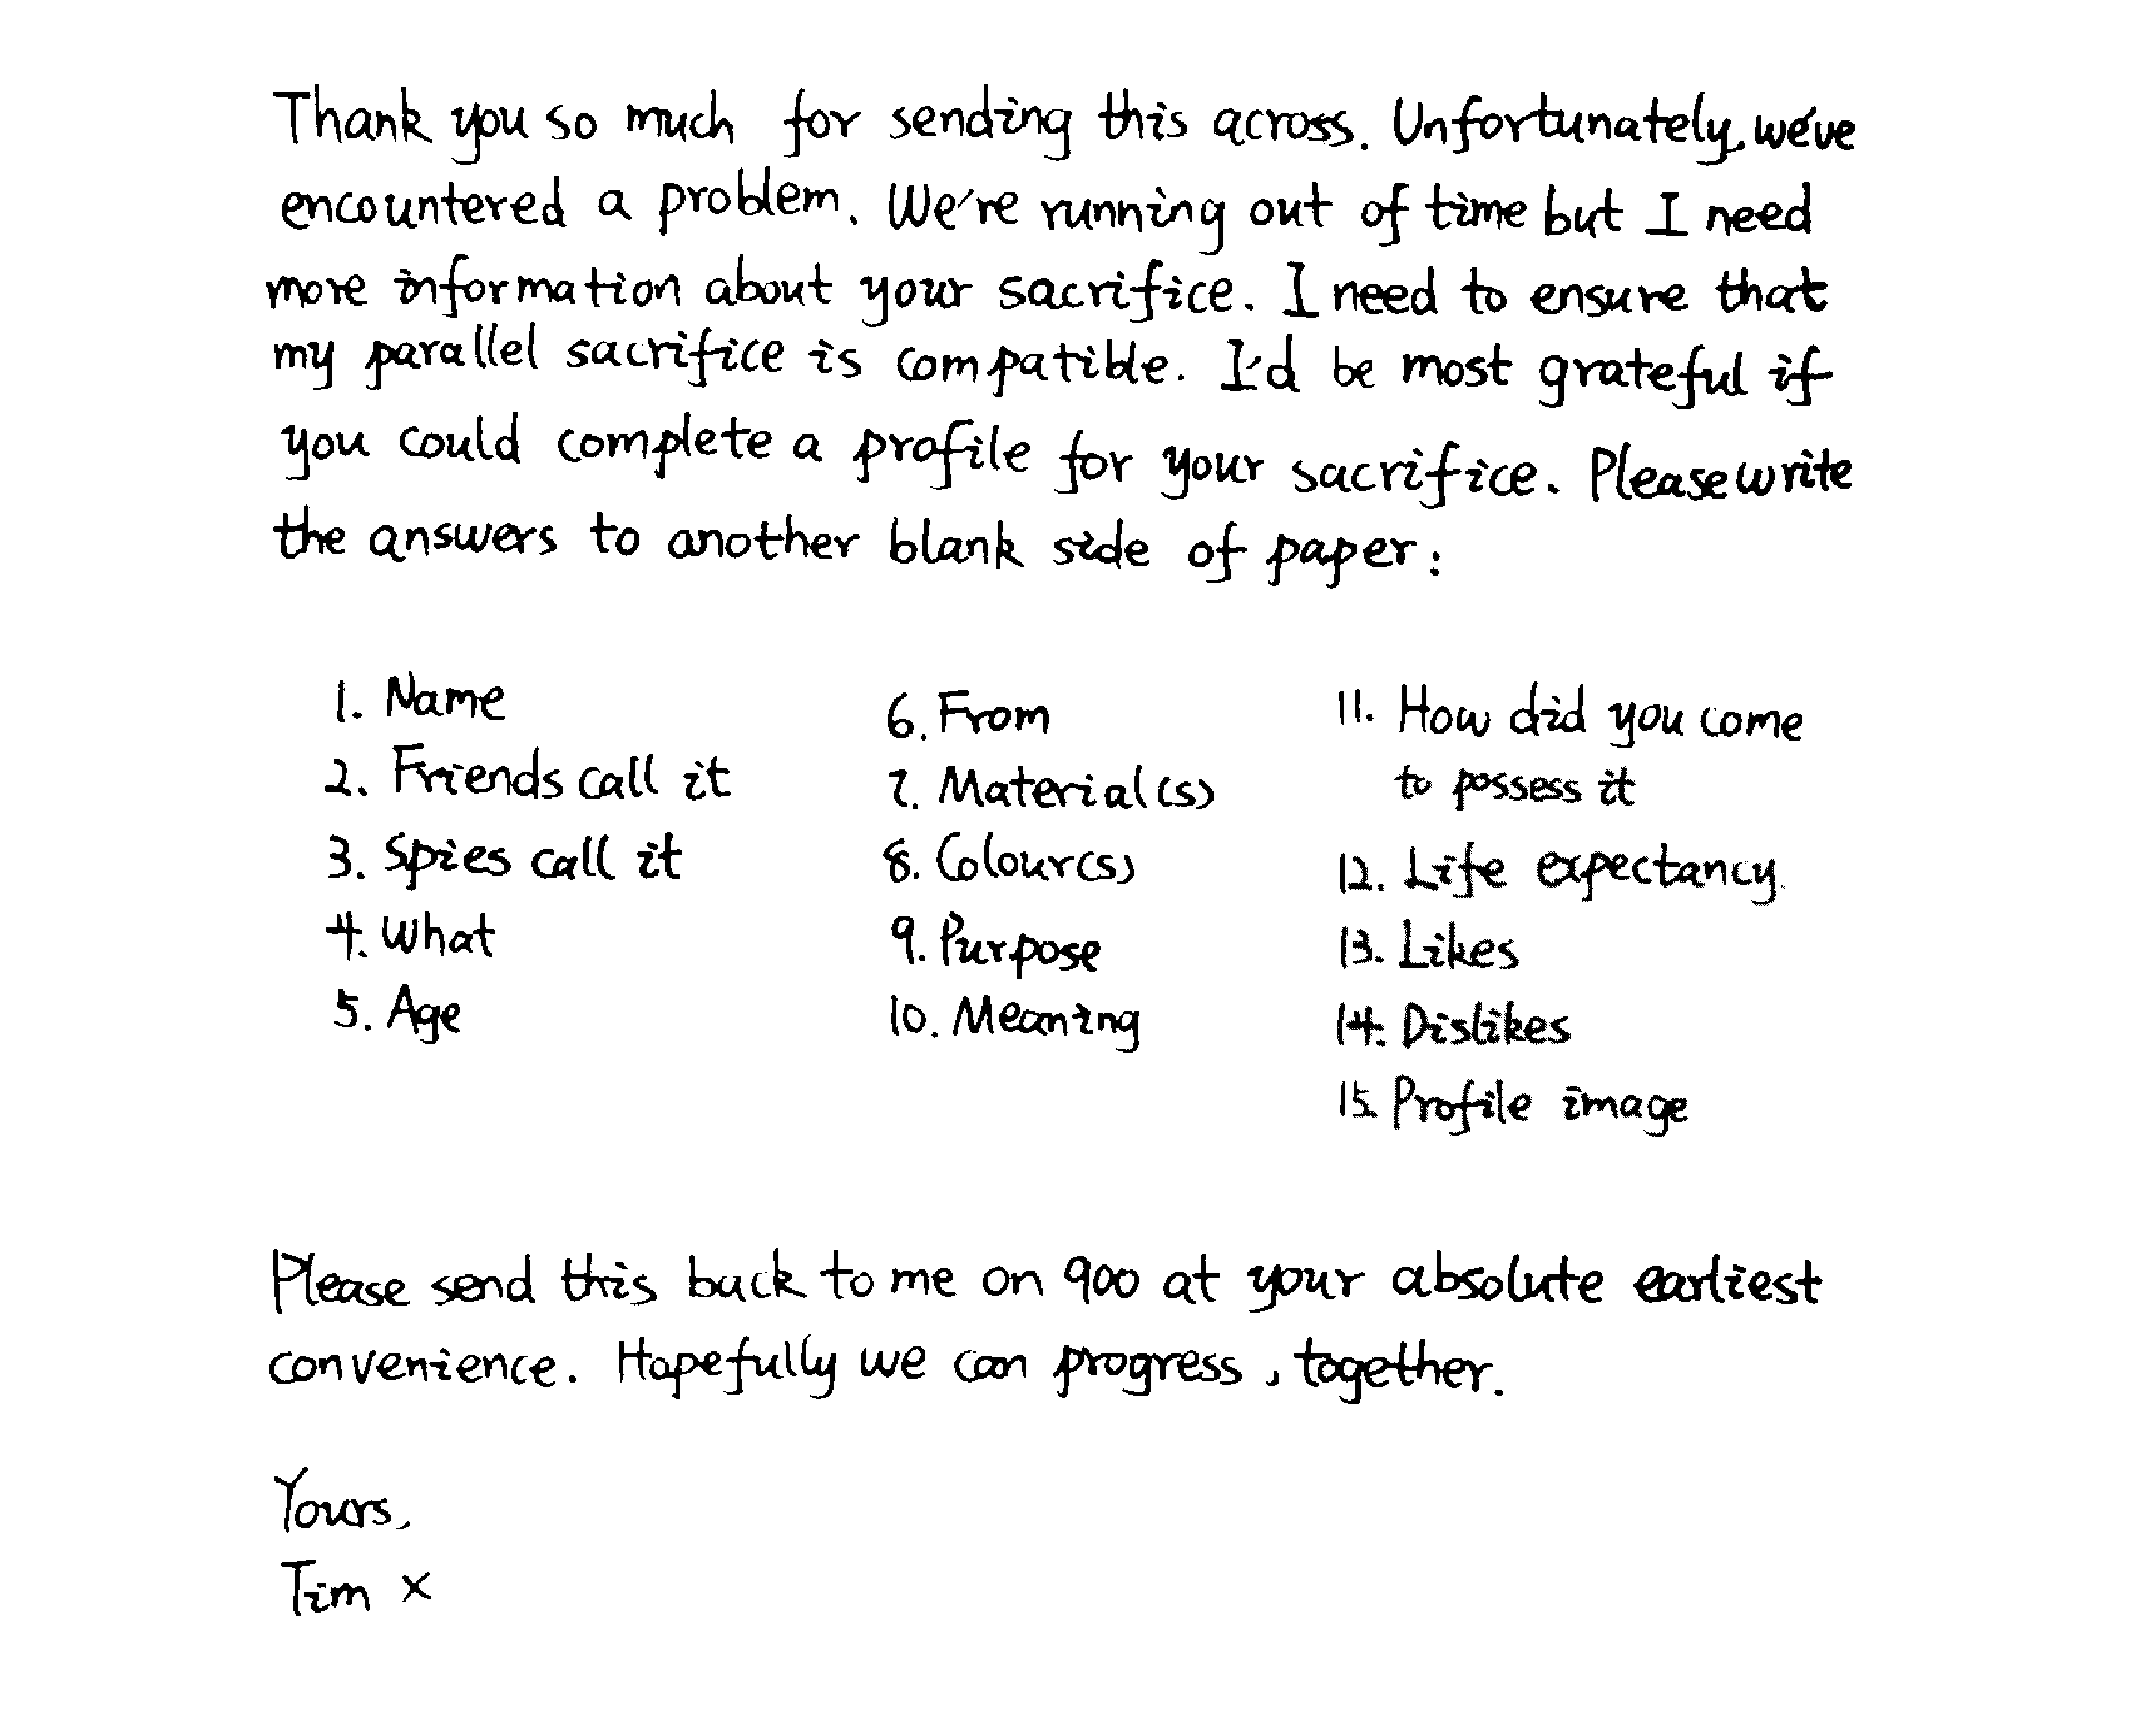 Thank you so much for sending this across. Unfortunately, we've
encountered a problem. We're running out of time but I need
more information about your sacrifice. I need to ensure that
my parallel sacrifice is compatible. I'd be most grateful if
you could complete a profile for your sacrifice. Please write
the answers to another blank side of paper:
1. Name
2. Friends call it
3. Spies call it
4. What
5. Age
6. From
7. Material(s)
8. Colour(s)
9. Purpose
10. Meaning
11. How did you come
to possess it
12. Life expectancy
13. Likes
14. Dislikes
15. Profile image
Please send this back to me on 900 at your absolute earliest
convenience. Hopefully we can progress, together.
Yours,
Tim x